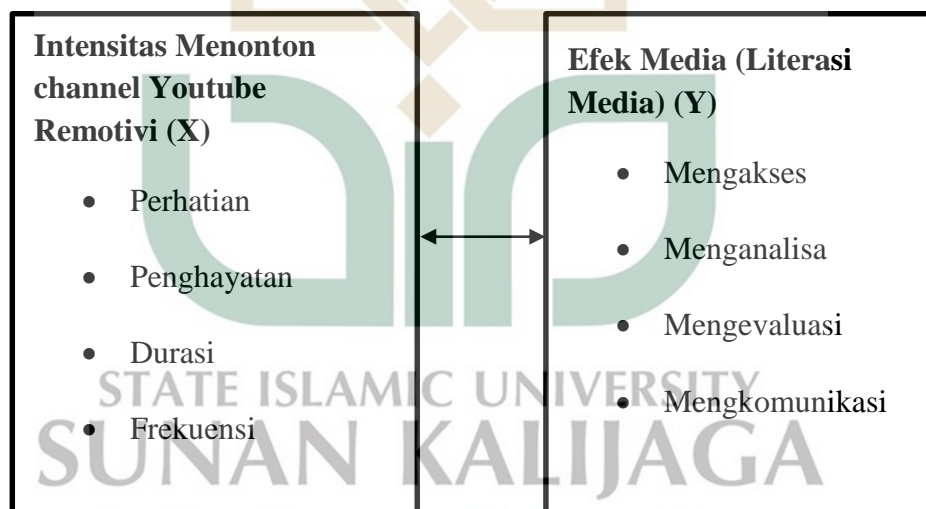 Intensitas Menonton
channel Youtube
Remotivi (X)
• Perhatian
• Penghayatan
• Durasi
• Frekuensi
Efek Media (Literasi
Media) (Y)
• Mengakses
• Menganalisa
• Mengevaluasi
• Mengkomunikasi
STATE ISLAMIC UNIVERSITY
SUNAN KALIJAGA